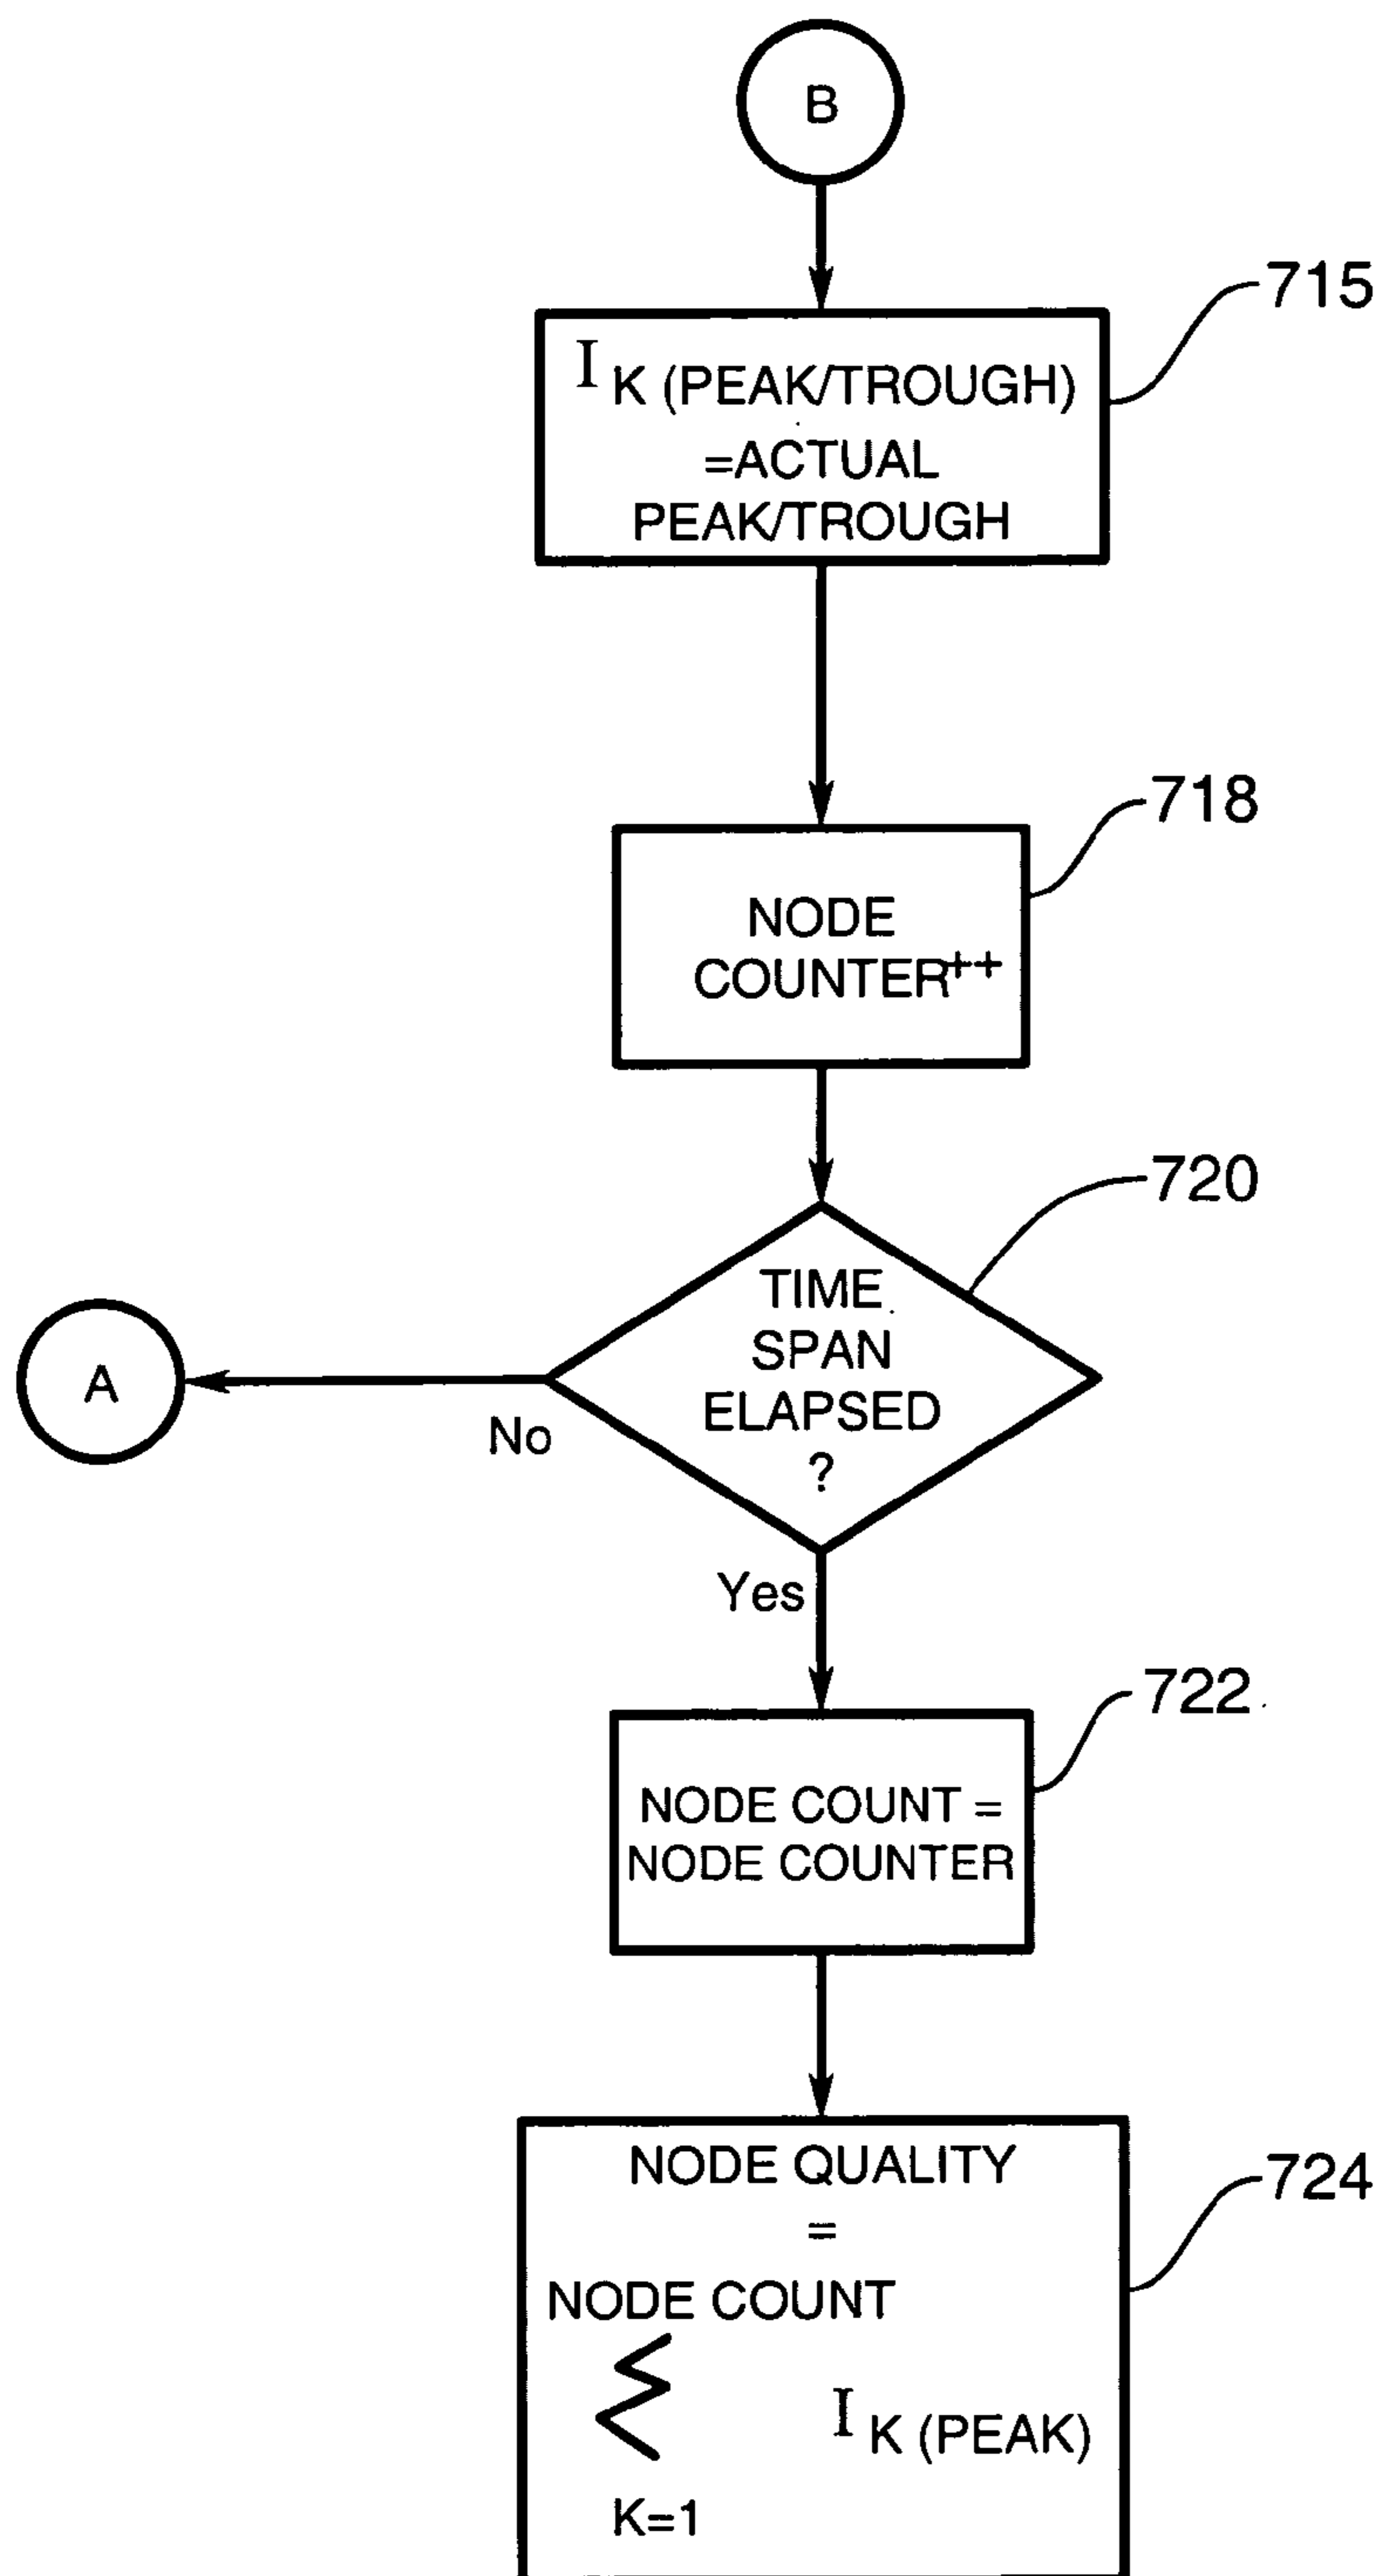 B
715
I K (PEAK/TROUGH)
=ACTUAL
PEAK/TROUGH
718
NODE
COUNTER++
720
TIME
SPAN
ELAPSED
?
A
No
Yes
722
NODE COUNT =
NODE COUNTER
724
NODE QUALITY
=
NODE COUNT
Σ I K (PEAK)
K=1